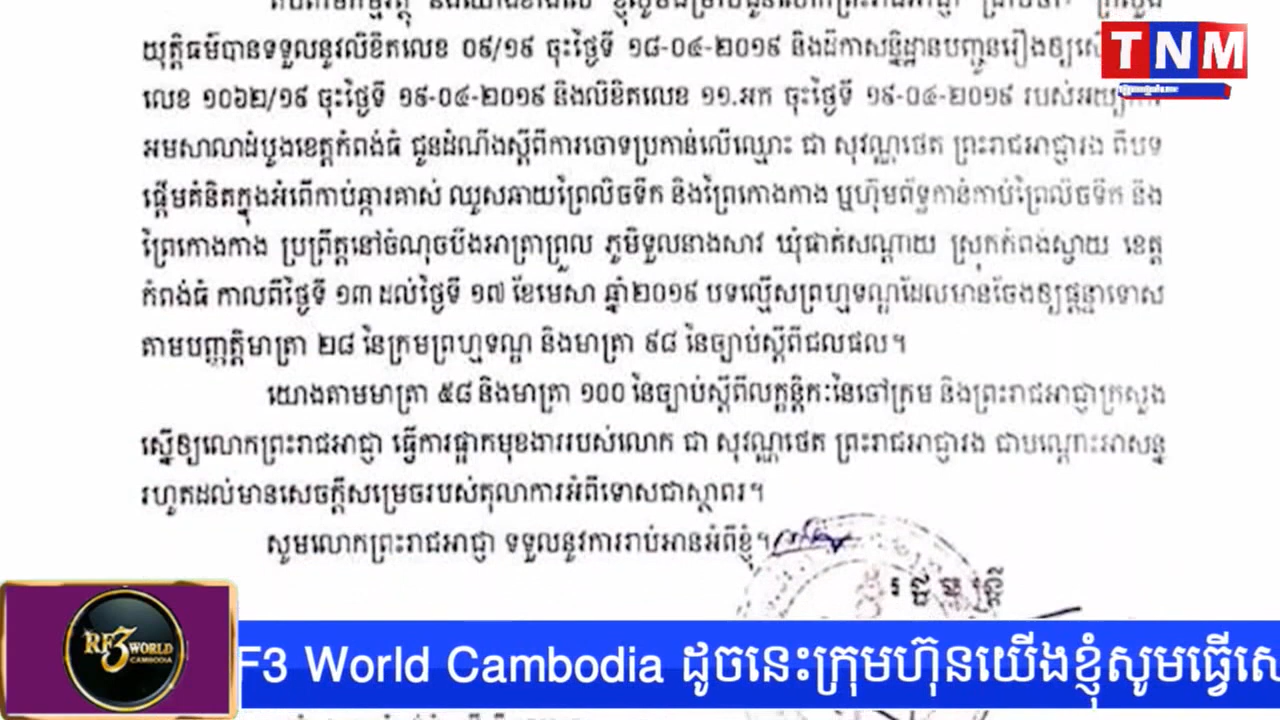 យុត្តិធម៍បានទទួលនូវលិខិតលេខ ០៩/១៩ ចុះថ្ងៃទី ១៨-០៤-២០១៩ និងដីកាសន្និដ្ឋានបញ្ជូនរឿងឲ្យ
TNM
លេខ ១០៦២/១៩ ចុះថ្ងៃទី ១៩-០៤-២០១៩ និងលិខិតលេខ ១១.អក ចុះថ្ងៃទី ១៩-០៤-២០១៩ របស់អយ្យការ
អមសាលាដំបូងខេត្តកំពង់ធំ ជូនដំណឹងស្តីពីការចោទប្រកាន់លើឈ្មោះ ជា សុវណ្ណថេត ព្រះរាជអាជ្ញារង ពីបទ
ផ្តើមគំនិតក្នុងអំពើកាប់ឆ្ការគាស់ ឈូសឆាយព្រៃលិចទឹក និងព្រៃកោងកាង ឬហ៊ុមព័ទ្ធកាន់កាប់ព្រៃលិចទឹក និង
ព្រៃកោងកាង ប្រព្រឹត្តនៅចំណុចបឹងអាត្រាព្រួល ភូមិទួលនាងសាវ ឃុំផាត់សណ្តាយ ស្រុកកំពង់ស្វាយ ខេត្ត
កំពង់ធំ កាលពីថ្ងៃទី ១៣ ដល់ថ្ងៃទី ១៧ ខែមេសា ឆ្នាំ២០១៩ បទល្មើសព្រហ្មទណ្ឌដែលមានចែងឲ្យផ្តន្ទាទោស
តាមបញ្ញត្តិមាត្រា ២៨ នៃក្រមព្រហ្មទណ្ឌ និងមាត្រា ៩៨ នៃច្បាប់ស្តីពីជលផល។
យោងតាមមាត្រា ៥៨ និងមាត្រា ១០០ នៃច្បាប់ស្តីពីលក្ខន្តិកៈនៃចៅក្រម និងព្រះរាជអាជ្ញា ក្រសួង
ស្នើឲ្យលោកព្រះរាជអាជ្ញា ធ្វើការផ្អាកមុខងាររបស់លោក ជា សុវណ្ណថេត ព្រះរាជអាជ្ញារង ជាបណ្តោះអាសន្ន
រហូតដល់មានសេចក្តីសម្រេចរបស់តុលាការអំពីទោសជាស្ថាពរ។
សូមលោកព្រះរាជអាជ្ញា ទទួលនូវការរាប់អានអំពីខ្ញុំ។
RF3 WORLD
CAMBODIA
F3 World Cambodia ដូចនេះក្រុមហ៊ុនយើងខ្ញុំសូមធ្វើសេ